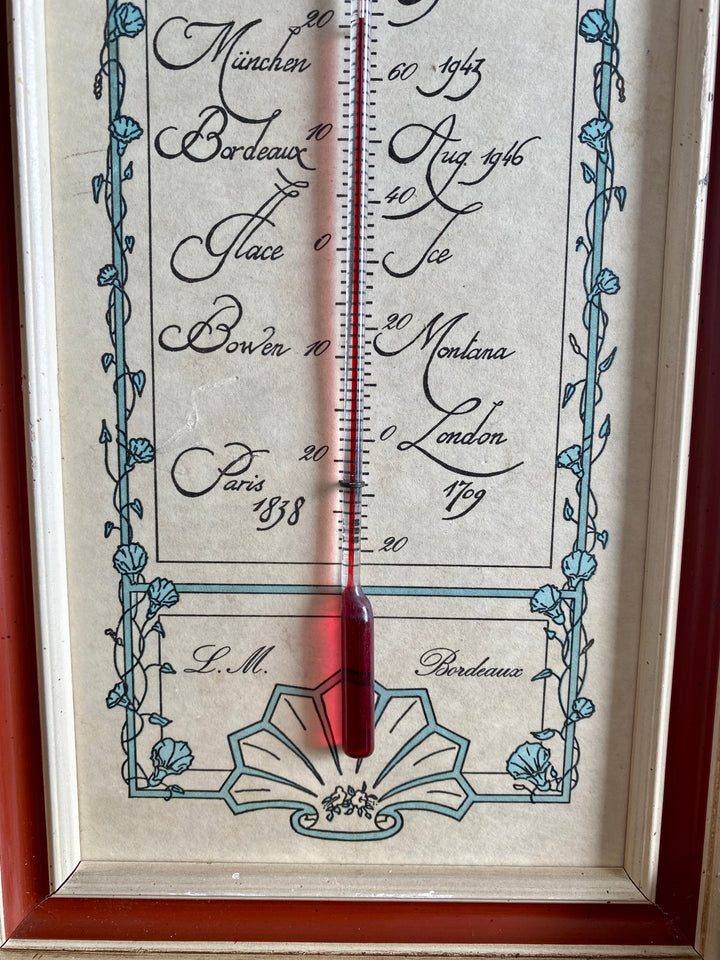 20
München
60 1943
10
Bordeaux
Aug. 1946
40
Glace
0
Ice
20
Bowen
10
Montana
0
London
1709
20
Paris
1838
20
L. M.
Bordeaux